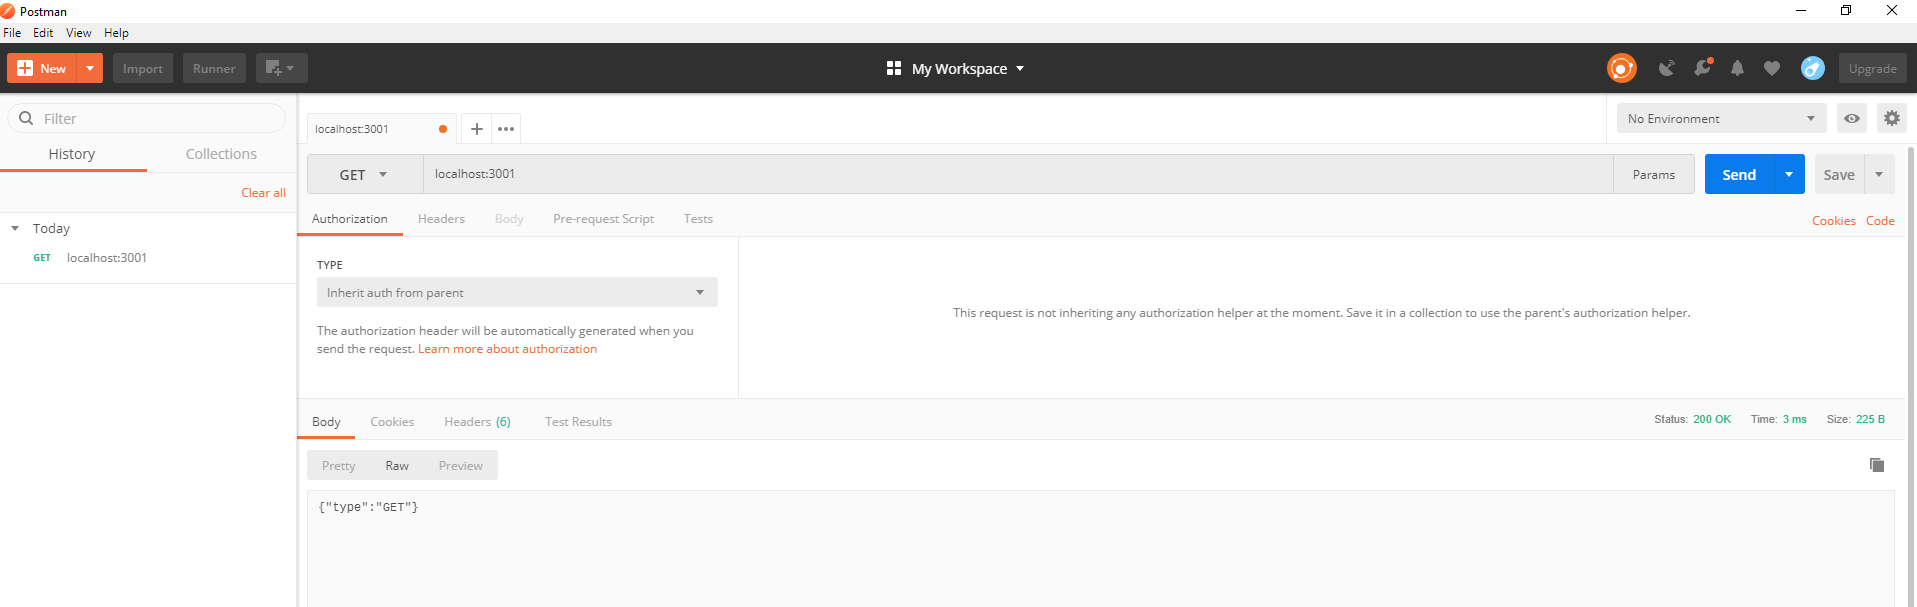 Postman
File Edit View Help
New Import Runner My Workspace Upgrade
Filter
History Collections
Clear all
Today
GET localhost:3001
localhost:3001 No Environment
GET localhost:3001 Params Send Save
Authorization Headers Body Pre-request Script Tests Cookies Code
TYPE
Inherit auth from parent
The authorization header will be automatically generated when you
send the request. Learn more about authorization
This request is not inheriting any authorization helper at the moment. Save it in a collection to use the parent's authorization helper.
Body Cookies Headers (6) Test Results Status: 200 OK Time: 3 ms Size: 225 B
Pretty Raw Preview
{"type":"GET"}